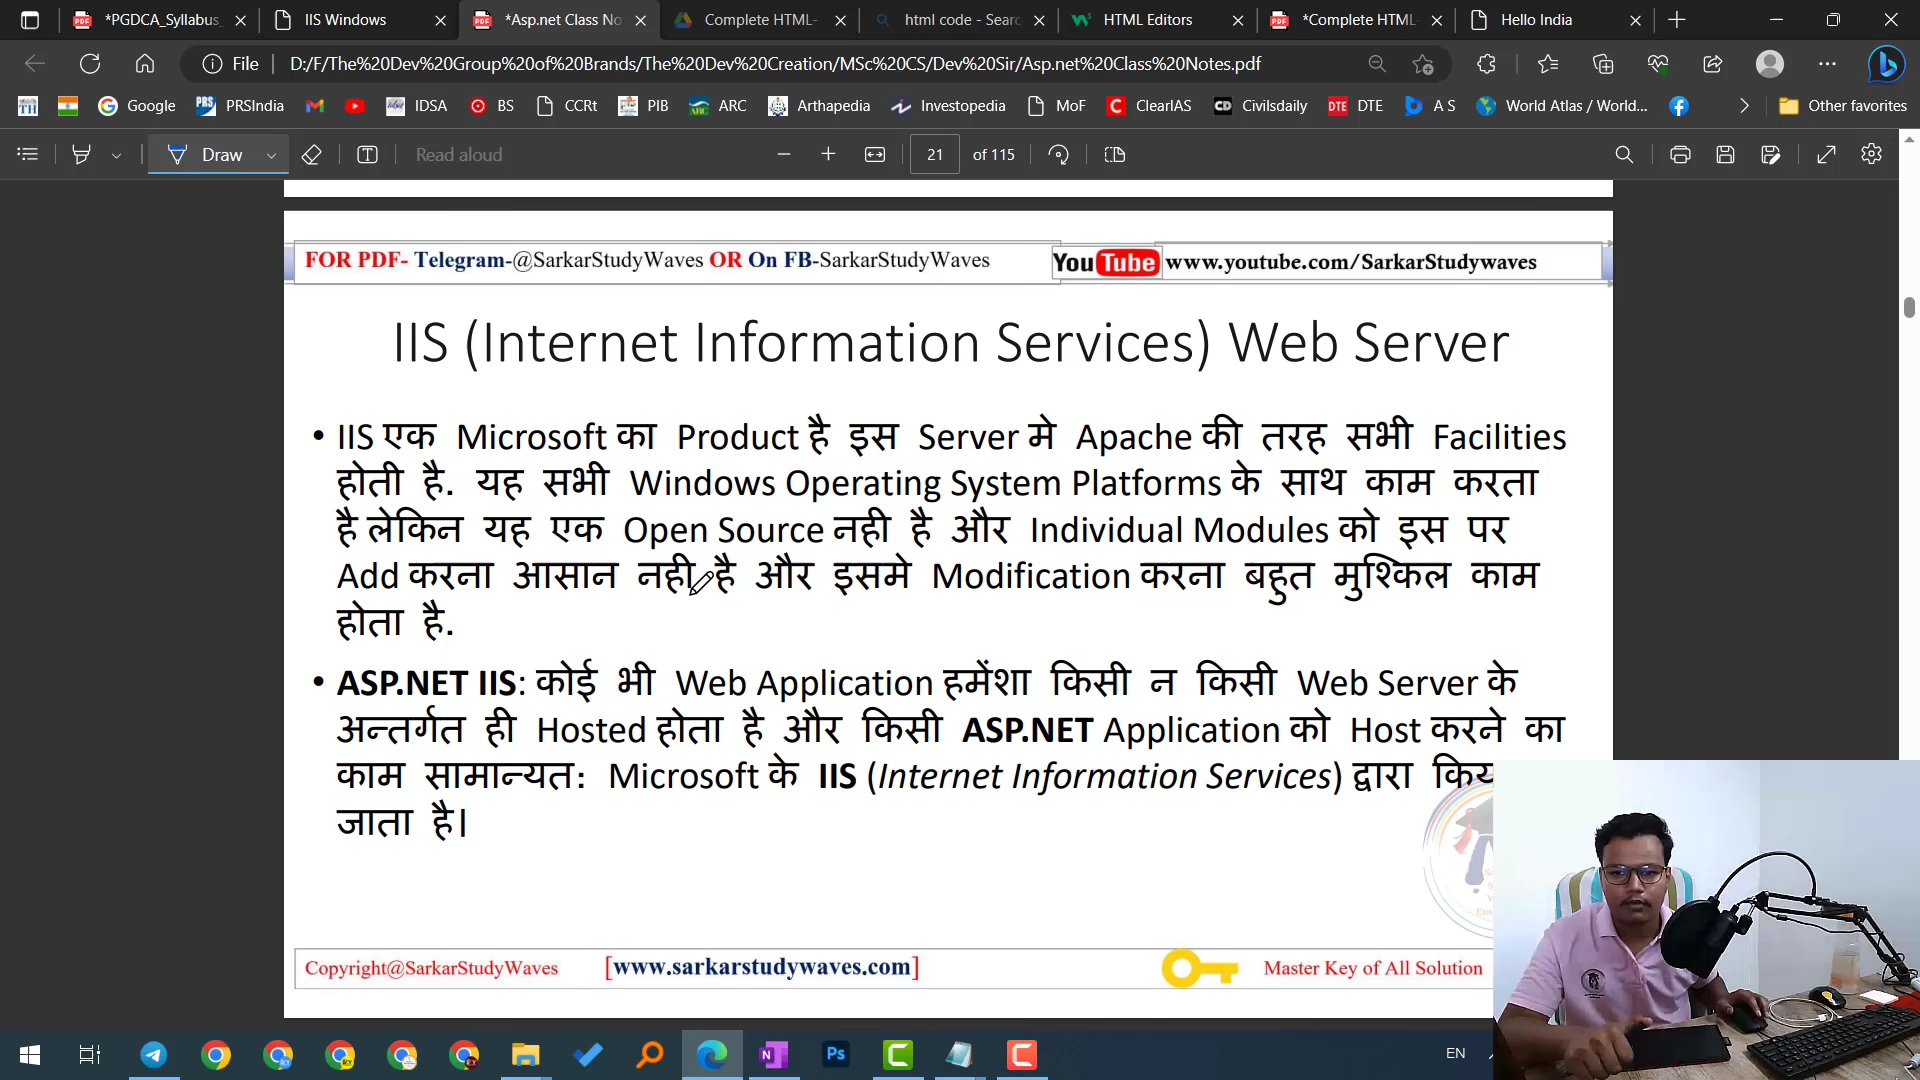 *PGDCA_Syllabus_
IIS Windows
*Asp.net Class No
Complete HTML-
html code - Searc
HTML Editors
*Complete HTML-
Hello India
File
D:/F/The%20Dev%20Group%20of%20Brands/The%20Dev%20Creation/MSc%20CS/Dev%20Sir/Asp.net%20Class%20Notes.pdf
TH
Google
PRS
PRSIndia
IDSA
BS
CCRt
PIB
ARC
Arthapedia
Investopedia
MoF
ClearIAS
CD
Civilsdaily
DTE
DTE
A S
World Atlas / World...
Other favorites
Draw
Read aloud
21
of 115
FOR PDF- Telegram-@SarkarStudyWaves OR On FB-SarkarStudyWaves
YouTube www.youtube.com/SarkarStudywaves
IIS (Internet Information Services) Web Server
• IIS एक Microsoft का Product है इस Server मे Apache की तरह सभी Facilities
होती है. यह सभी Windows Operating System Platforms के साथ काम करता
है लेकिन यह एक Open Source नही है और Individual Modules को इस पर
Add करना आसान नही है और इसमे Modification करना बहुत मुश्किल काम
होता है.
• ASP.NET IIS: कोई भी Web Application हमेंशा किसी न किसी Web Server के
अन्तर्गत ही Hosted होता है और किसी ASP.NET Application को Host करने का
काम सामान्यतः Microsoft के IIS (Internet Information Services) द्वारा
जाता है।
Copyright@SarkarStudyWaves
[www.sarkarstudywaves.com]
Master Key of All Solution
Ps
EN